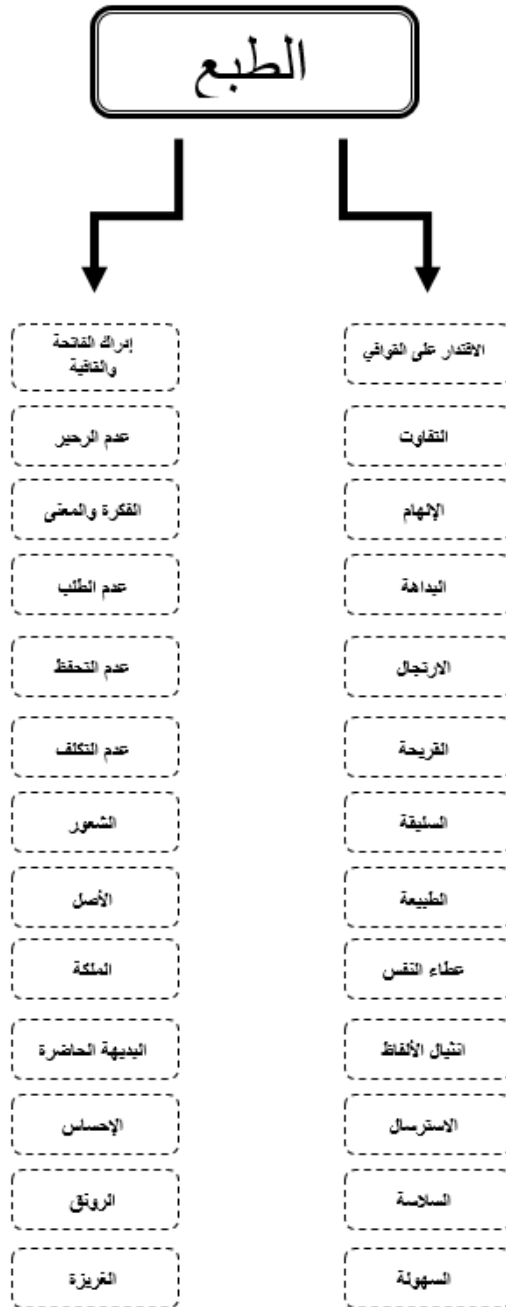 الطبع
الاقتدار على القوافي
التفاوت
الإلهام
البداهة
الارتجال
القريحة
السليقة
الطبيعة
عطاء النفس
انثيال الألفاظ
الاسترسال
السلاسة
السهولة
إدراك الفاتحة
والقافية
عدم الزحير
الفكرة والمعنى
عدم الطلب
عدم التحفظ
عدم التكلف
الشعور
الأصل
الملكة
البديهة الحاضرة
الإحساس
الرونق
الغريزة